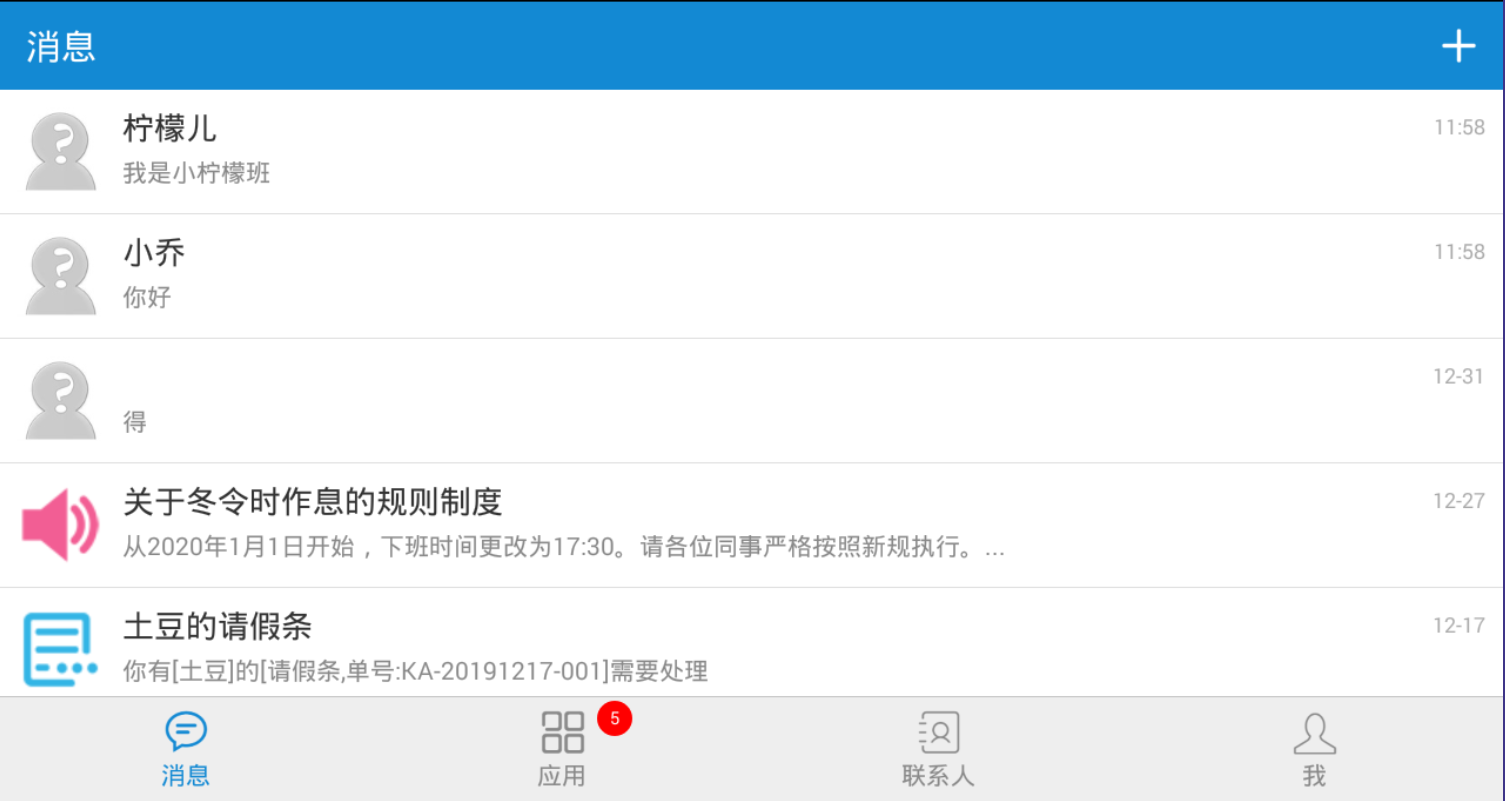 消息
柠檬儿
11:58
我是小柠檬班
小乔
11:58
你好
12-31
得
关于冬令时作息的规则制度
12-27
从2020年1月1日开始，下班时间更改为17:30。请各位同事严格按照新规执行。...
土豆的请假条
12-17
你有[土豆]的[请假条,单号:KA-20191217-001]需要处理
5
消息
应用
联系人
我